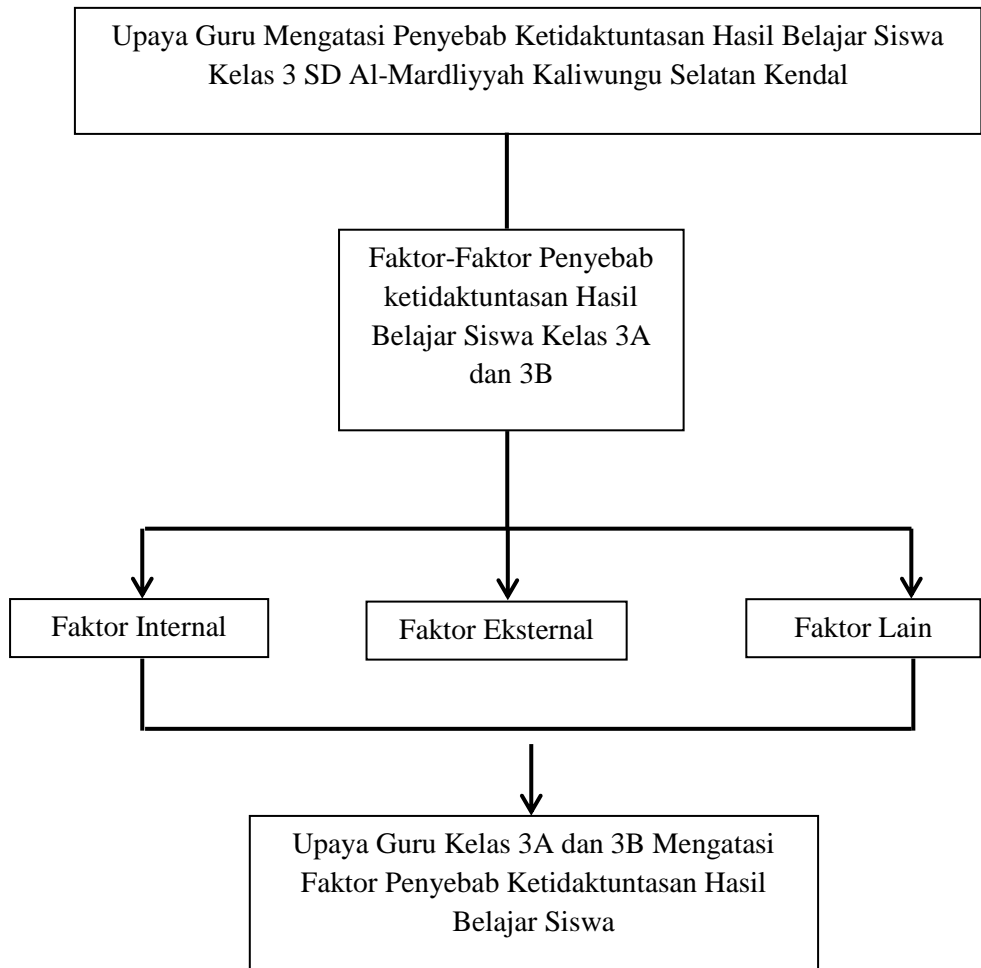 Upaya Guru Mengatasi Penyebab Ketidaktuntasan Hasil Belajar Siswa
Kelas 3 SD Al-Mardliyyah Kaliwungu Selatan Kendal
Faktor-Faktor Penyebab
ketidaktuntasan Hasil
Belajar Siswa Kelas 3A
dan 3B
Faktor Internal
Faktor Eksternal
Faktor Lain
Upaya Guru Kelas 3A dan 3B Mengatasi
Faktor Penyebab Ketidaktuntasan Hasil
Belajar Siswa